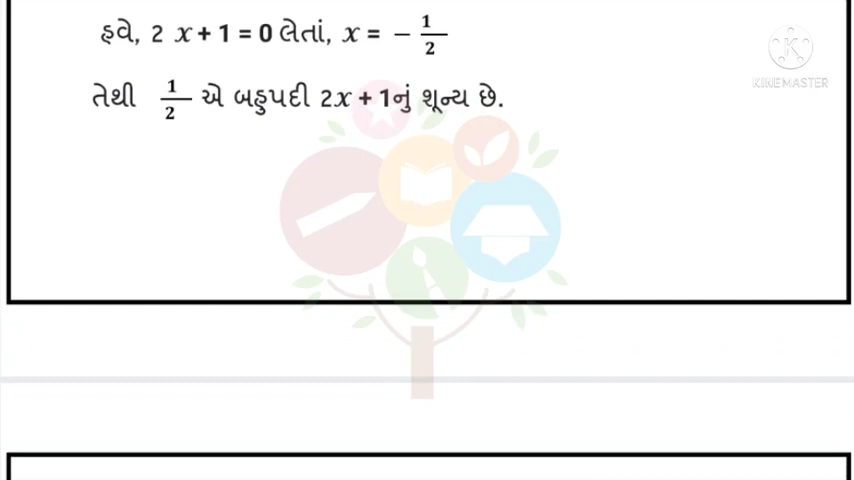 હવે, 2 x + 1 = 0 લેતાં, x = − 1/2
તેથી 1/2 એ બહુપદી 2x + 1નું શૂન્ય છે.
KINEMASTER